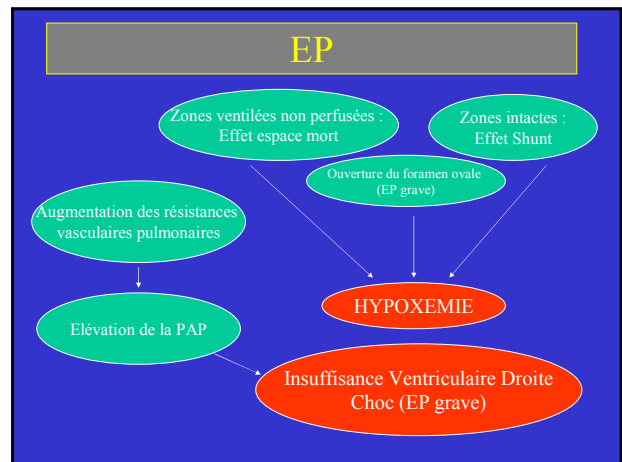 EP
Zones ventilées non perfusées :
Effet espace mort
Zones intactes :
Effet Shunt
Ouverture du foramen ovale
(EP grave)
Augmentation des résistances
vasculaires pulmonaires
HYPOXEMIE
Elévation de la PAP
Insuffisance Ventriculaire Droite
Choc (EP grave)